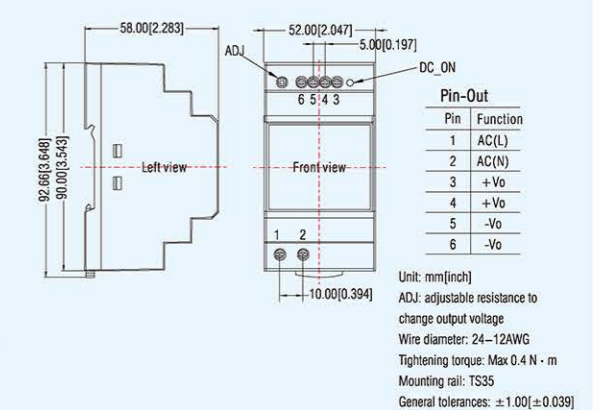 58.00[2.283]
52.00[2.047]
5.00[0.197]
ADJ
DC_ON
6 5 4 3
92.66[3.648]
90.00[3.543]
Left view
Front view
1 2
10.00[0.394]
Pin-Out
Pin Function
1 AC(L)
2 AC(N)
3 +Vo
4 +Vo
5 -Vo
6 -Vo
Unit: mm[inch]
ADJ: adjustable resistance to
change output voltage
Wire diameter: 24–12AWG
Tightening torque: Max 0.4 N · m
Mounting rail: TS35
General tolerances: ±1.00[±0.039]